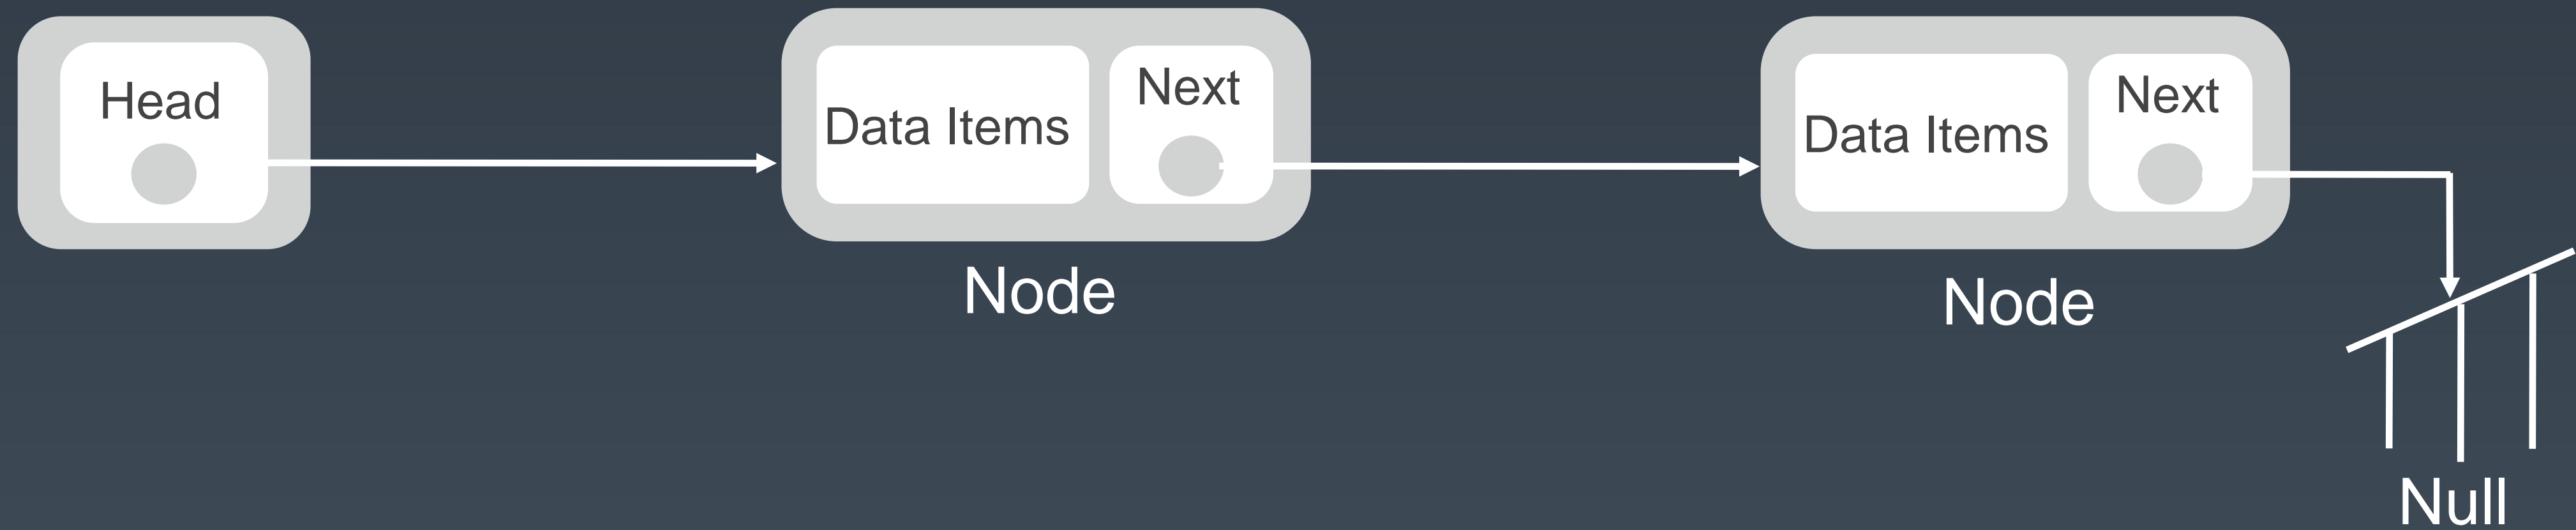 Head
Data Items
Next
Node
Data Items
Next
Node
Null